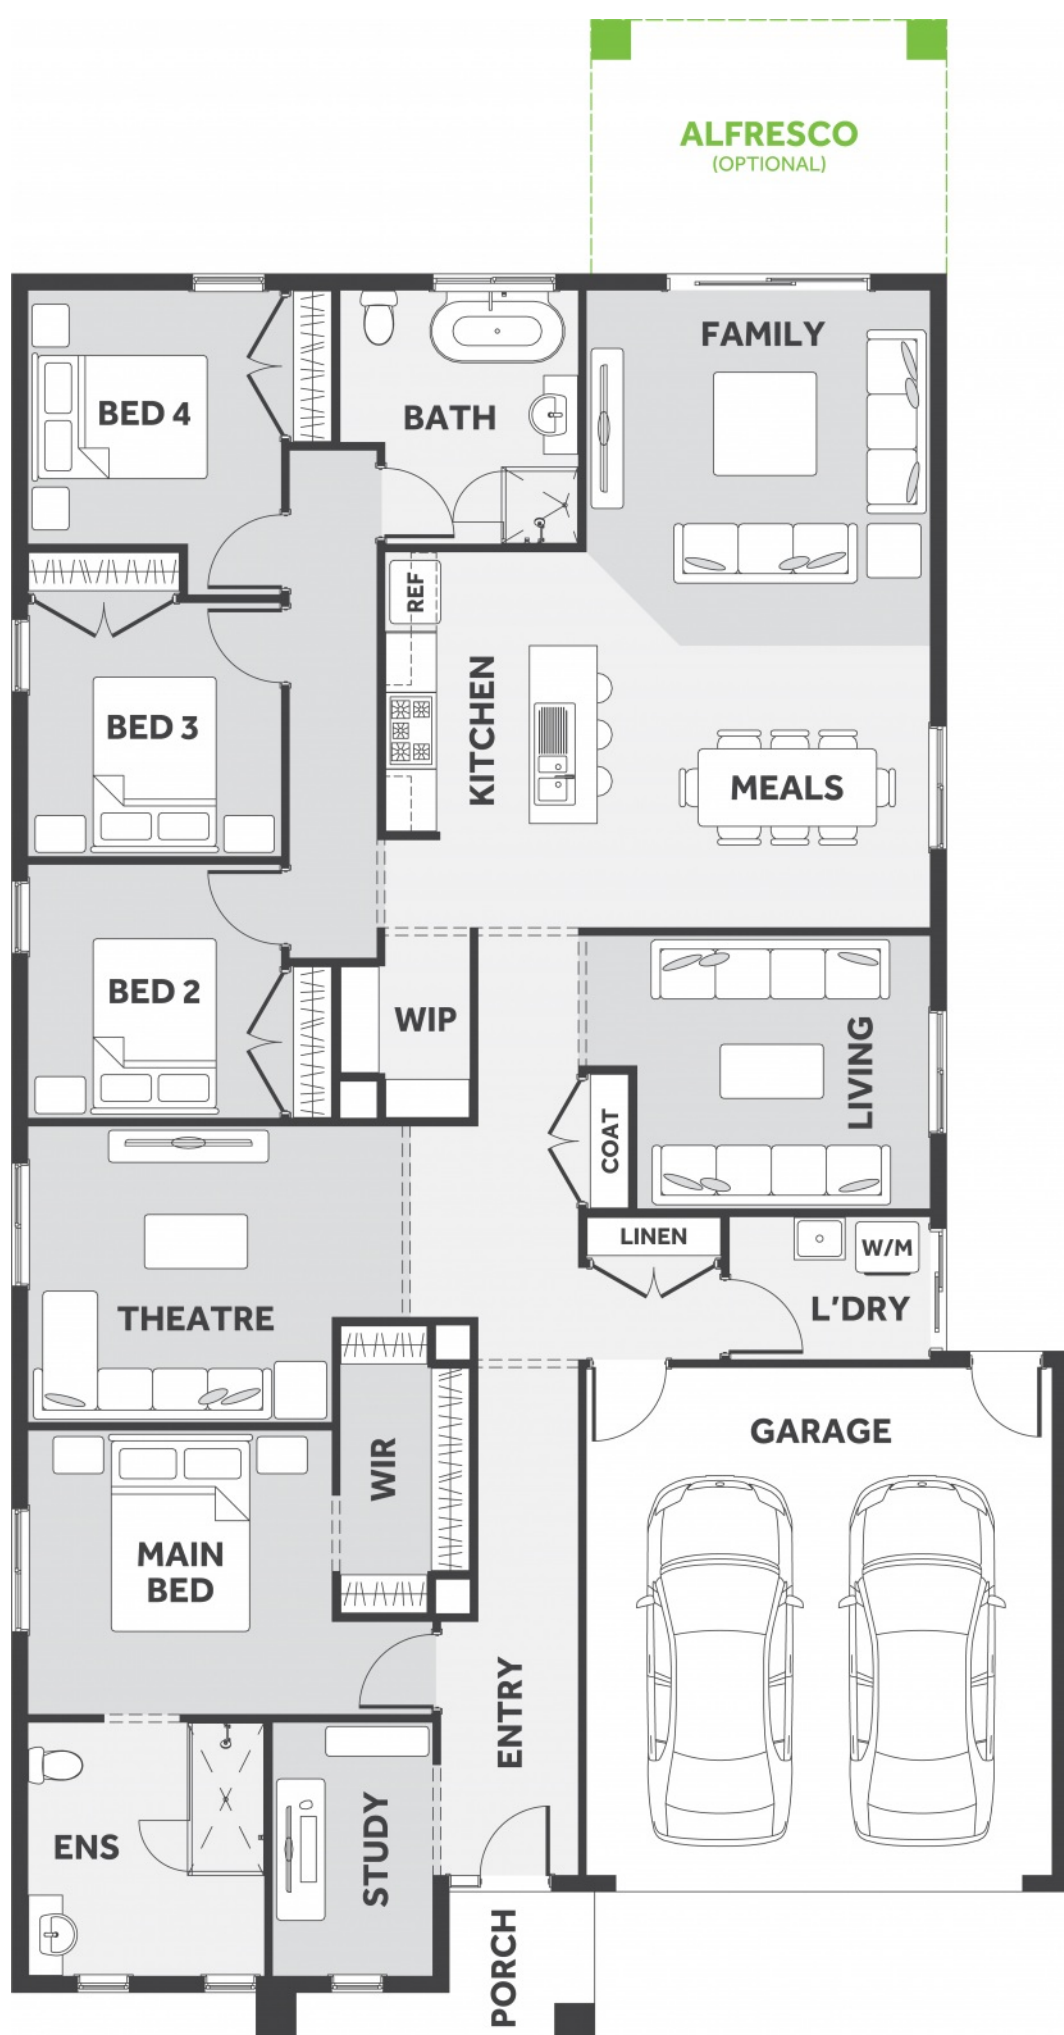 ALFRESCO
(OPTIONAL)
FAMILY
BED 4
BATH
REF
KITCHEN
BED 3
MEALS
BED 2
WIP
LIVING
COAT
LINEN
W/M
L'DRY
THEATRE
GARAGE
WIR
MAIN
BED
ENTRY
ENS
STUDY
PORCH